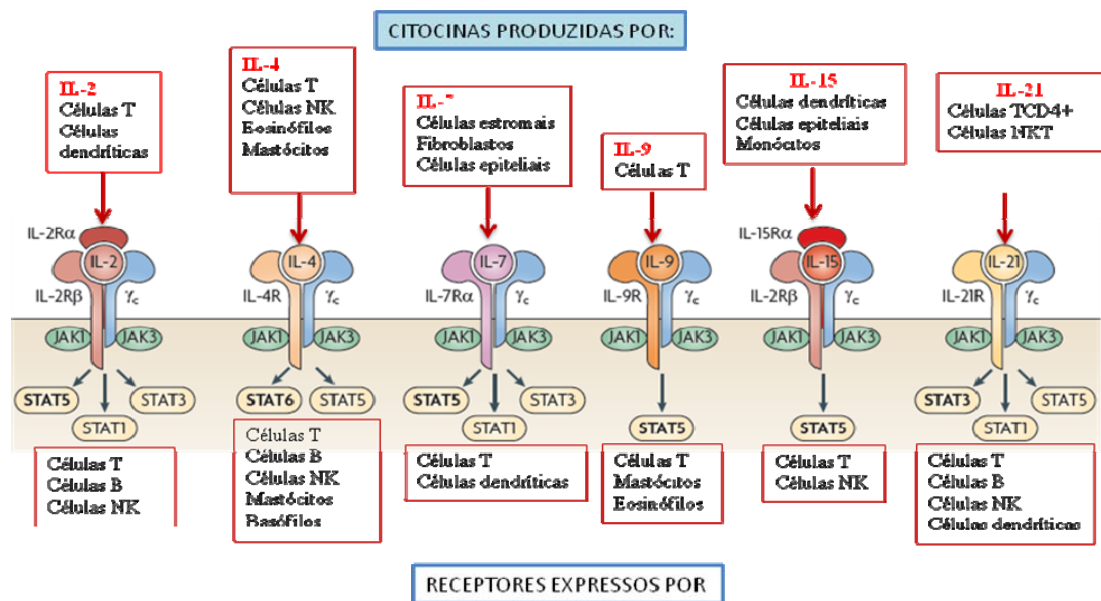 CITOCINAS PRODUZIDAS POR:
IL-2
Células T
Células
dendríticas
IL-4
Células T
Células NK
Eosinófilos
Mastócitos
IL-7
Células estromais
Fibroblastos
Células epiteliais
IL-9
Células T
IL-15
Células dendríticas
Células epiteliais
Monócitos
IL-21
Células TCD4+
Células NKT
IL-2Rα
IL-2
IL-2Rβ
γc
JAK1
JAK3
STAT5
STAT3
STAT1
IL-4
IL-4R
γc
JAK1
JAK3
STAT6
STAT5
IL-7
IL-7Rα
γc
JAK1
JAK3
STAT5
STAT3
STAT1
IL-9
IL-9R
γc
JAK1
JAK3
STAT5
IL-15Rα
IL-15
IL-2Rβ
γc
JAK1
JAK3
STAT5
IL-21
IL-21R
γc
JAK1
JAK3
STAT3
STAT5
STAT1
Células T
Células B
Células NK
Células T
Células B
Células NK
Mastócitos
Basófilos
Células T
Células dendríticas
Células T
Mastócitos
Eosinófilos
Células T
Células NK
Células T
Células B
Células NK
Células dendríticas
RECEPTORES EXPRESSOS POR